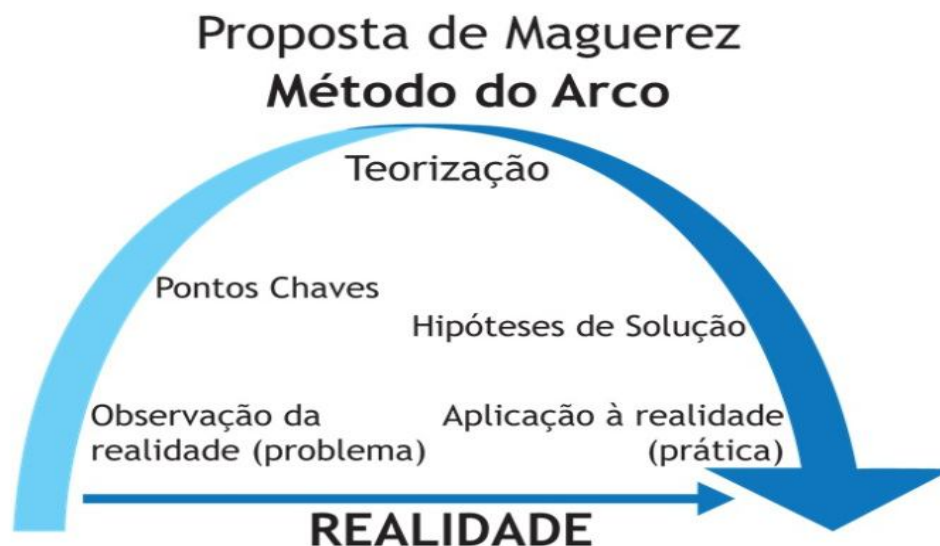 Proposta de Maguerez
Método do Arco
Teorização
Pontos Chaves
Hipóteses de Solução
Observação da
realidade (problema)
Aplicação à realidade
(prática)
REALIDADE